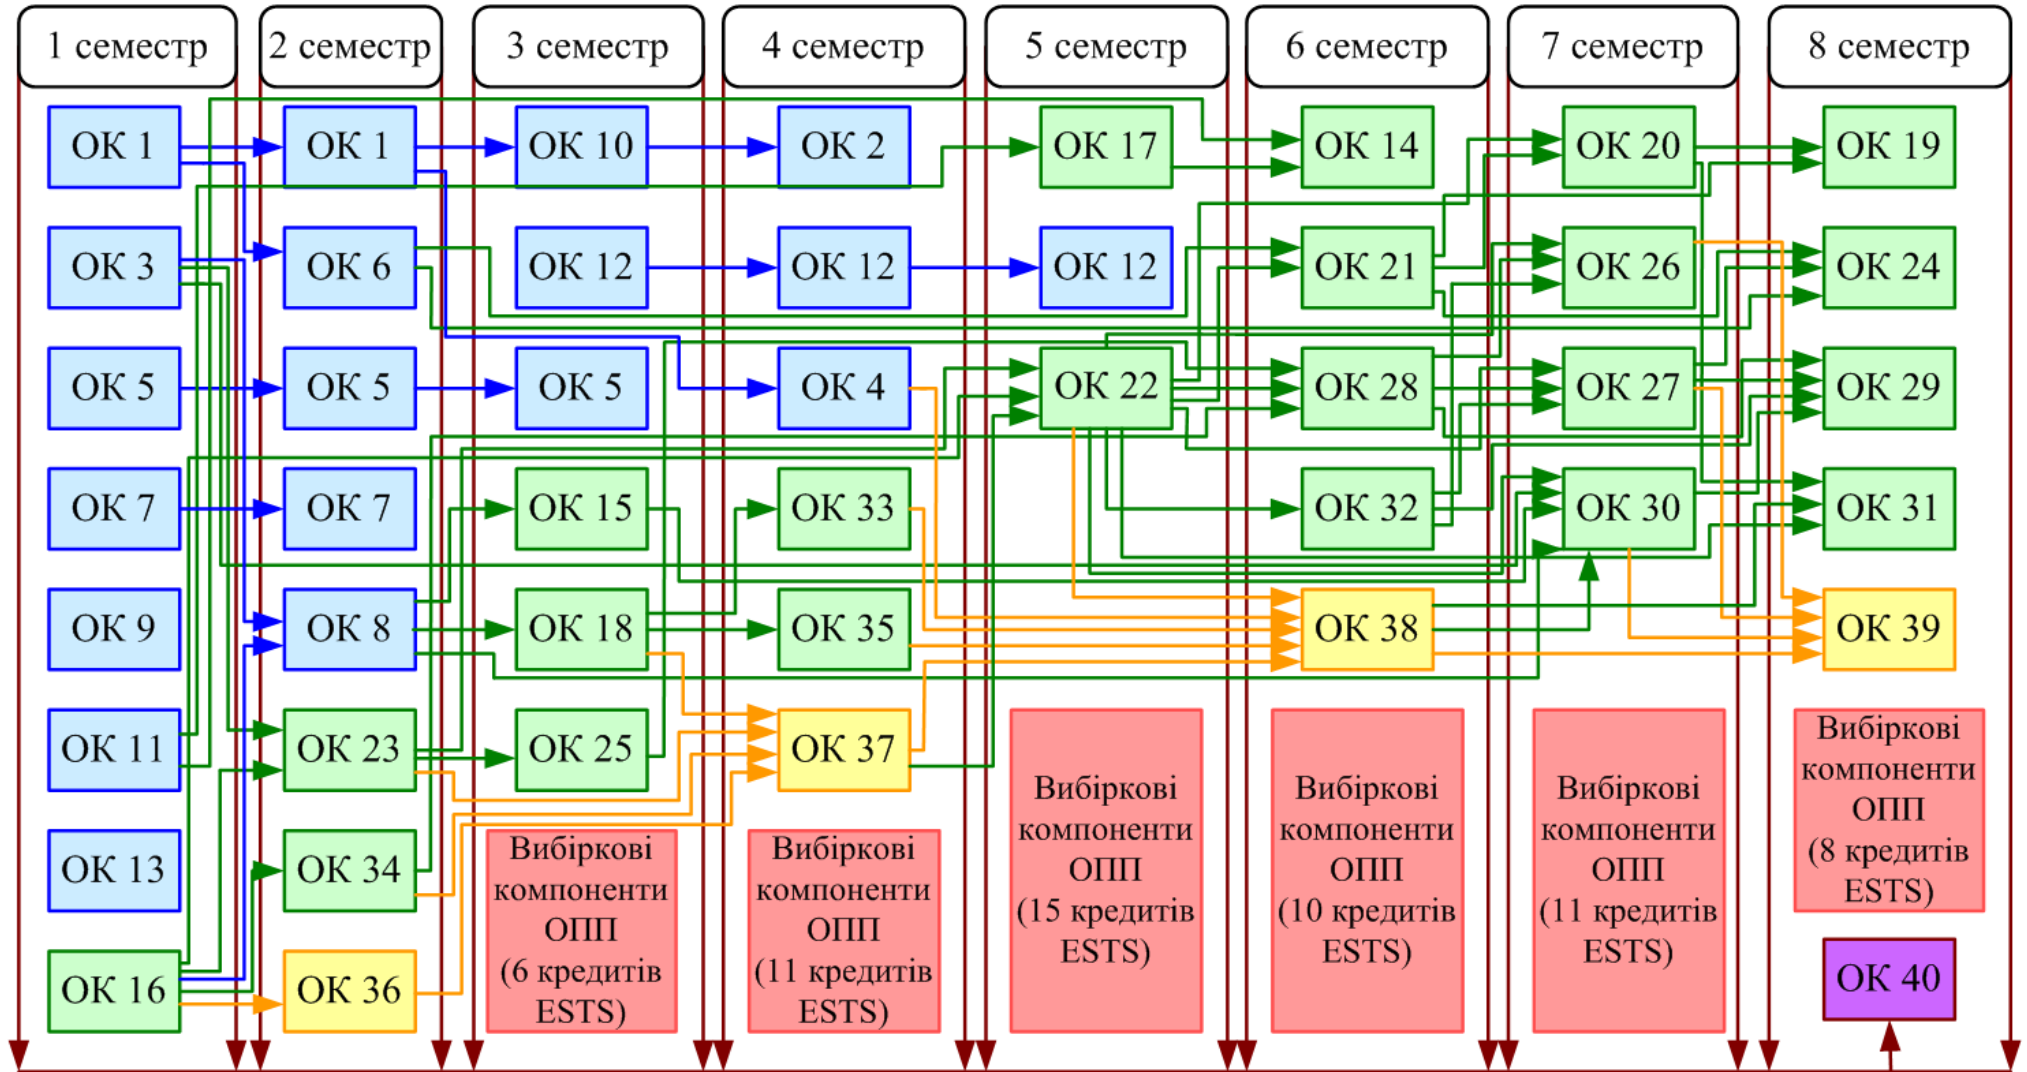 1 семестр
2 семестр
3 семестр
4 семестр
5 семестр
6 семестр
7 семестр
8 семестр
ОК 1
ОК 1
ОК 10
ОК 2
ОК 17
ОК 14
ОК 20
ОК 19
ОК 3
ОК 6
ОК 12
ОК 12
ОК 12
ОК 21
ОК 26
ОК 24
ОК 5
ОК 5
ОК 5
ОК 4
ОК 22
ОК 28
ОК 27
ОК 29
ОК 7
ОК 7
ОК 15
ОК 33
ОК 32
ОК 30
ОК 31
ОК 9
ОК 8
ОК 18
ОК 35
ОК 38
ОК 39
ОК 11
ОК 23
ОК 25
ОК 37
ОК 13
ОК 34
ОК 16
ОК 36
Вибіркові
компоненти
ОПП
(6 кредитів
ESTS)
Вибіркові
компоненти
ОПП
(11 кредитів
ESTS)
Вибіркові
компоненти
ОПП
(15 кредитів
ESTS)
Вибіркові
компоненти
ОПП
(10 кредитів
ESTS)
Вибіркові
компоненти
ОПП
(11 кредитів
ESTS)
Вибіркові
компоненти
ОПП
(8 кредитів
ESTS)
ОК 40